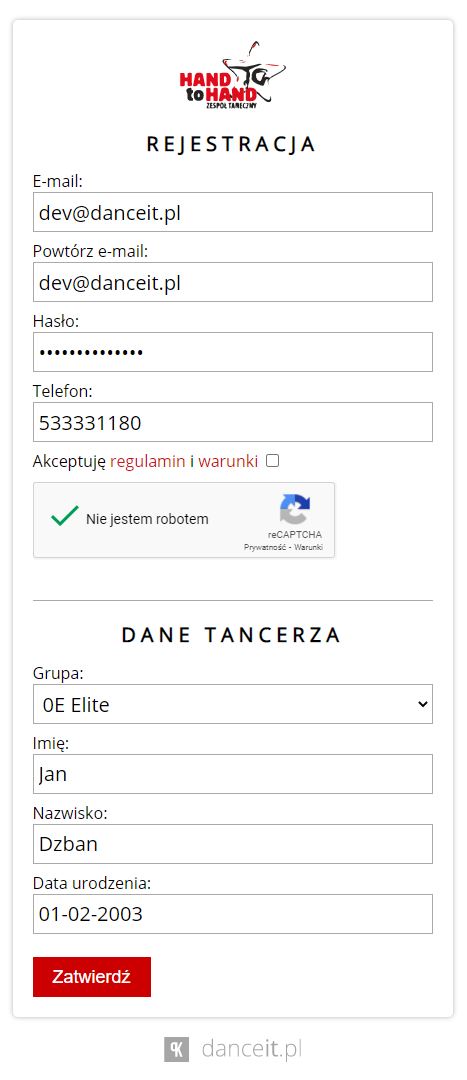 HAND
to HAND
ZESPÓŁ TANECZNY
REJESTRACJA
E-mail:
dev@danceit.pl
Powtórz e-mail:
dev@danceit.pl
Hasło:
••••••••••••••
Telefon:
533331180
Akceptuję regulamin i warunki
Nie jestem robotem
reCAPTCHA
Prywatność - Warunki
DANE TANCERZA
Grupa:
0E Elite
Imię:
Jan
Nazwisko:
Dzban
Data urodzenia:
01-02-2003
Zatwierdź
danceit.pl